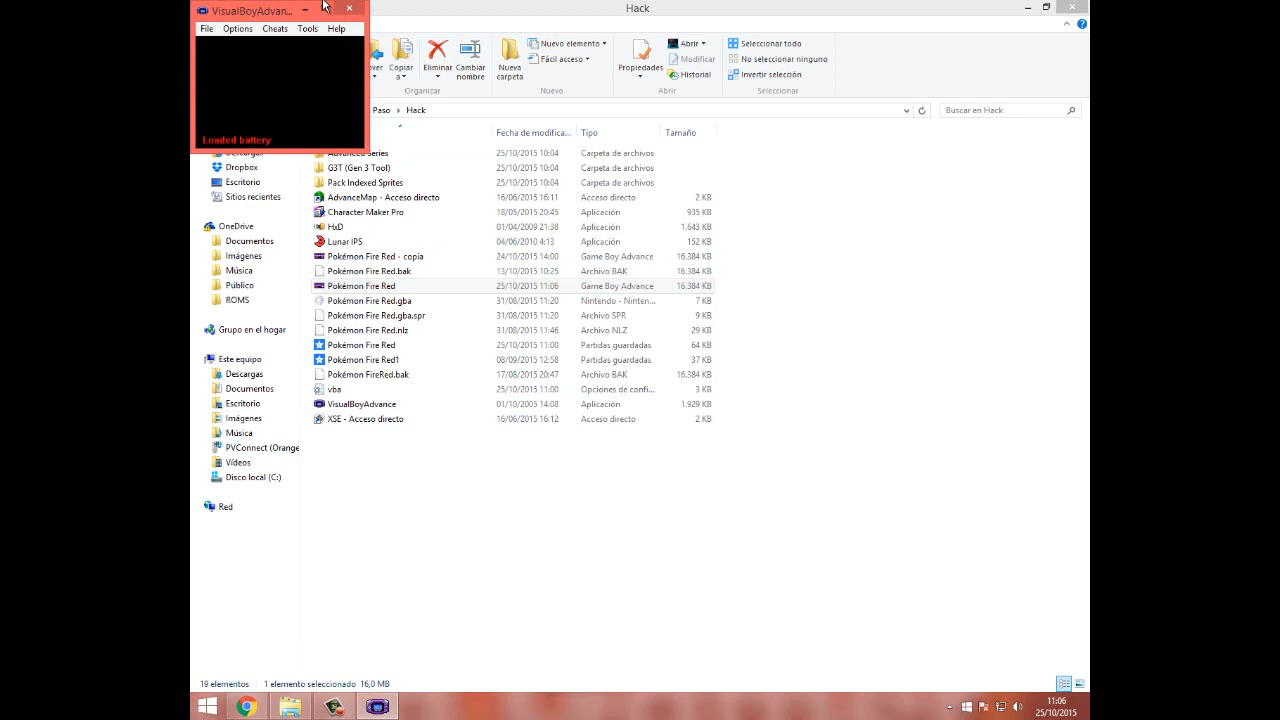 VisualBoyAdvan...
Hack
File Options Cheats Tools Help
Loaded battery
Copiar a
Eliminar
Cambiar nombre
Organizar
Nueva carpeta
Nuevo elemento
Fácil acceso
Nuevo
Propiedades
Abrir
Modificar
Historial
Abrir
Seleccionar todo
No seleccionar ninguno
Invertir selección
Seleccionar
Paso Hack
Buscar en Hack
Fecha de modifica... Tipo Tamaño
Dropbox
Escritorio
Sitios recientes
OneDrive
Documentos
Imágenes
Música
Público
ROMS
Grupo en el hogar
Este equipo
Descargas
Documentos
Escritorio
Imágenes
Música
PVConnect (Orange
Vídeos
Disco local (C:)
Red
Advanced Series 25/10/2015 10:04 Carpeta de archivos
G3T (Gen 3 Tool) 25/10/2015 10:04 Carpeta de archivos
Pack Indexed Sprites 25/10/2015 10:04 Carpeta de archivos
AdvanceMap - Acceso directo 16/06/2015 16:11 Acceso directo 2 KB
Character Maker Pro 18/05/2015 20:45 Aplicación 935 KB
HxD 01/04/2009 21:38 Aplicación 1.643 KB
Lunar IPS 04/06/2010 4:13 Aplicación 152 KB
Pokémon Fire Red - copia 24/10/2015 14:00 Game Boy Advance 16.384 KB
Pokémon Fire Red.bak 13/10/2015 10:25 Archivo BAK 16.384 KB
Pokémon Fire Red 25/10/2015 11:06 Game Boy Advance 16.384 KB
Pokémon Fire Red.gba 31/08/2015 11:20 Nintendo - Ninten... 7 KB
Pokémon Fire Red.gba.spr 31/08/2015 11:20 Archivo SPR 9 KB
Pokémon Fire Red.nlz 31/08/2015 11:46 Archivo NLZ 29 KB
Pokémon Fire Red 25/10/2015 11:00 Partidas guardadas 64 KB
Pokémon Fire Red1 08/09/2015 12:58 Partidas guardadas 37 KB
Pokémon FireRed.bak 17/08/2015 20:47 Archivo BAK 16.384 KB
vba 25/10/2015 11:00 Opciones de confi... 3 KB
VisualBoyAdvance 01/10/2005 14:08 Aplicación 1.929 KB
XSE - Acceso directo 16/06/2015 16:12 Acceso directo 2 KB
19 elementos 1 elemento seleccionado 16,0 MB
11:06
25/10/2015